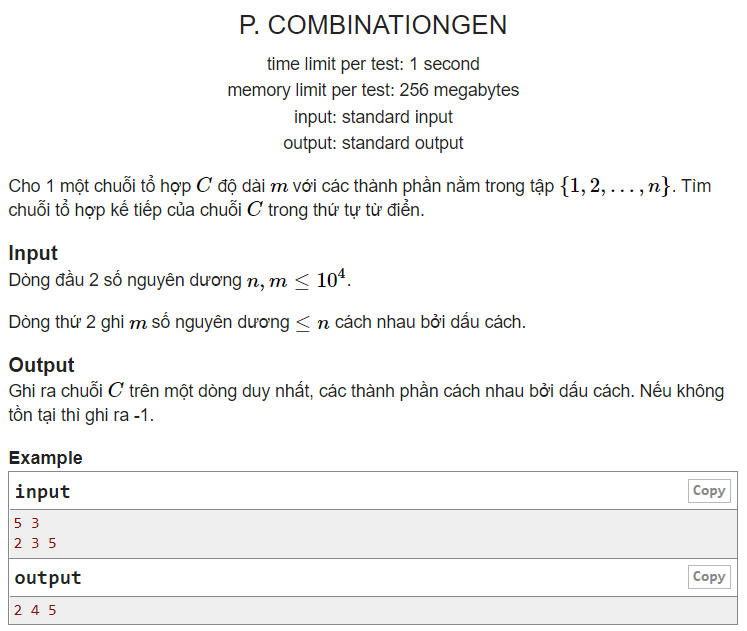 P. COMBINATIONGEN
time limit per test: 1 second
memory limit per test: 256 megabytes
input: standard input
output: standard output
Cho 1 một chuỗi tổ hợp C độ dài m với các thành phần nằm trong tập {1, 2, . . . , n}. Tìm
chuỗi tổ hợp kế tiếp của chuỗi C trong thứ tự từ điển.
Input
Dòng đầu 2 số nguyên dương n, m ≤ 10⁴.
Dòng thứ 2 ghi m số nguyên dương ≤ n cách nhau bởi dấu cách.
Output
Ghi ra chuỗi C trên một dòng duy nhất, các thành phần cách nhau bởi dấu cách. Nếu không
tồn tại thì ghi ra -1.
Example
input Copy
5 3
2 3 5
output Copy
2 4 5